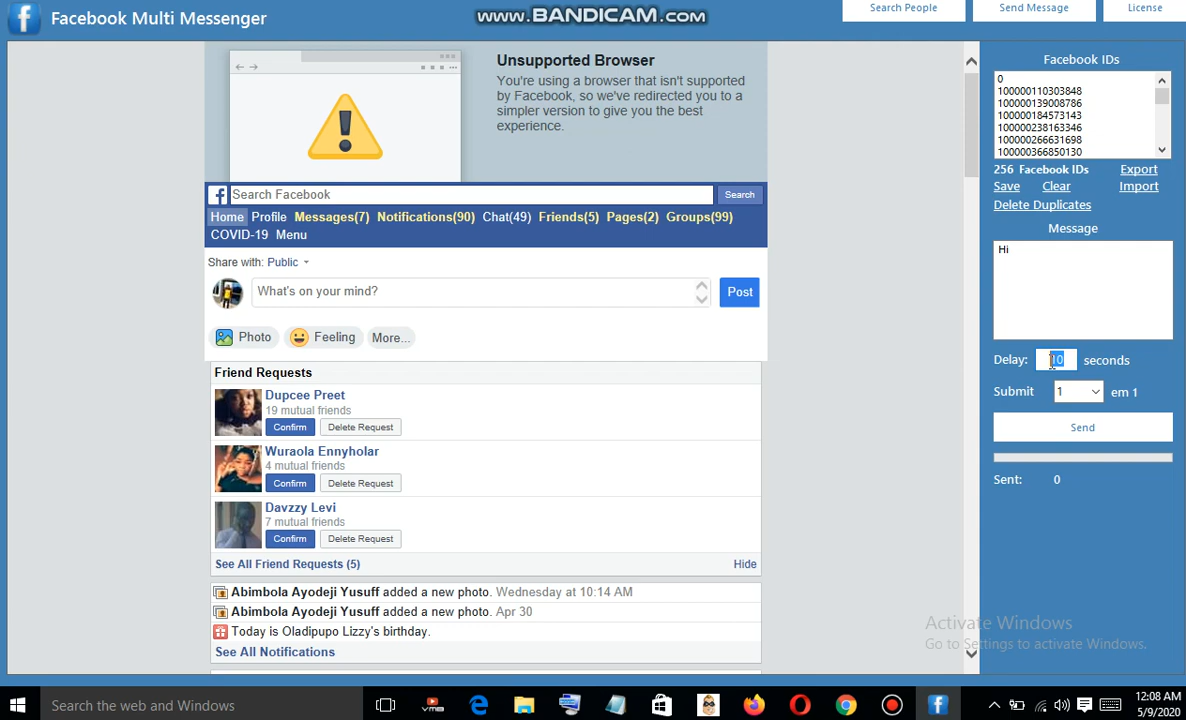 Facebook Multi Messenger
www.BANDICAM.com
Search People
Send Message
License
Unsupported Browser
You're using a browser that isn't supported
by Facebook, so we've redirected you to a
simpler version to give you the best
experience.
Search Facebook
Search
Home Profile Messages(7) Notifications(90) Chat(49) Friends(5) Pages(2) Groups(99)
COVID-19 Menu
Share with: Public
What's on your mind?
Post
Photo
Feeling
More...
Friend Requests
Dupcee Preet
19 mutual friends
Confirm Delete Request
Wuraola Ennyholar
4 mutual friends
Confirm Delete Request
Davzzy Levi
7 mutual friends
Confirm Delete Request
See All Friend Requests (5)
Hide
Abimbola Ayodeji Yusuff added a new photo. Wednesday at 10:14 AM
Abimbola Ayodeji Yusuff added a new photo. Apr 30
Today is Oladipupo Lizzy's birthday.
See All Notifications
Facebook IDs
0
100000110303848
100000139008786
100000184573143
100000238163346
100000266631698
100000366850130
256 Facebook IDs
Export
Save Clear Import
Delete Duplicates
Message
Hi
Delay: 10 seconds
Submit 1 em 1
Send
Sent: 0
Activate Windows
Go to Settings to activate Windows.
Search the web and Windows
12:08 AM
5/9/2020